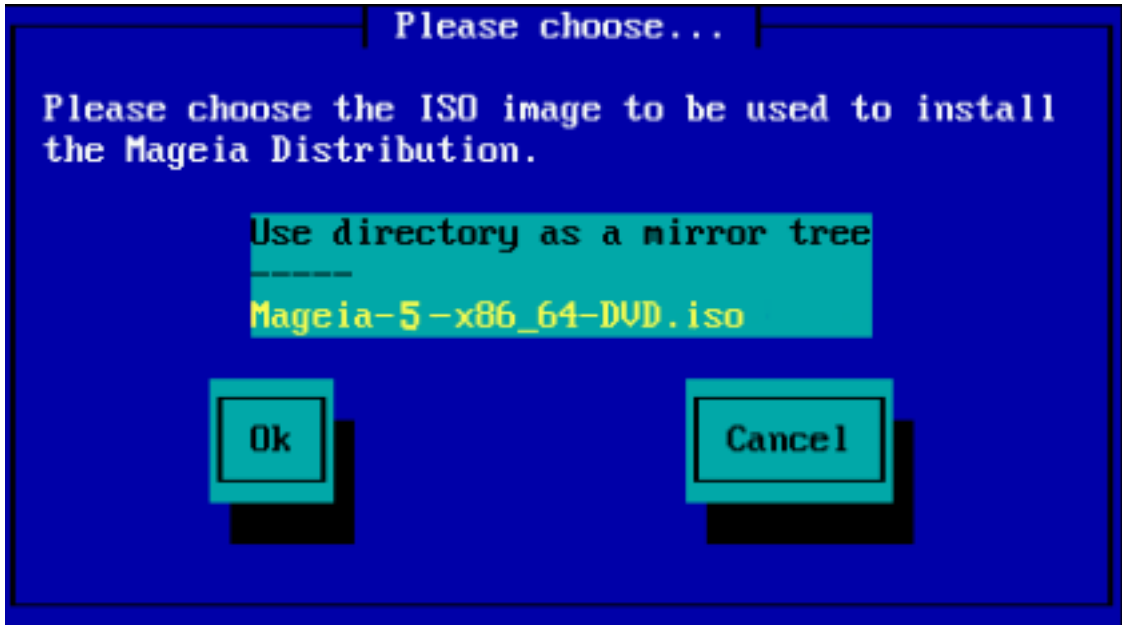 Please choose...
Please choose the ISO image to be used to install
the Mageia Distribution.
Use directory as a mirror tree
-----
Mageia-5-x86_64-DVD.iso
Ok
Cancel